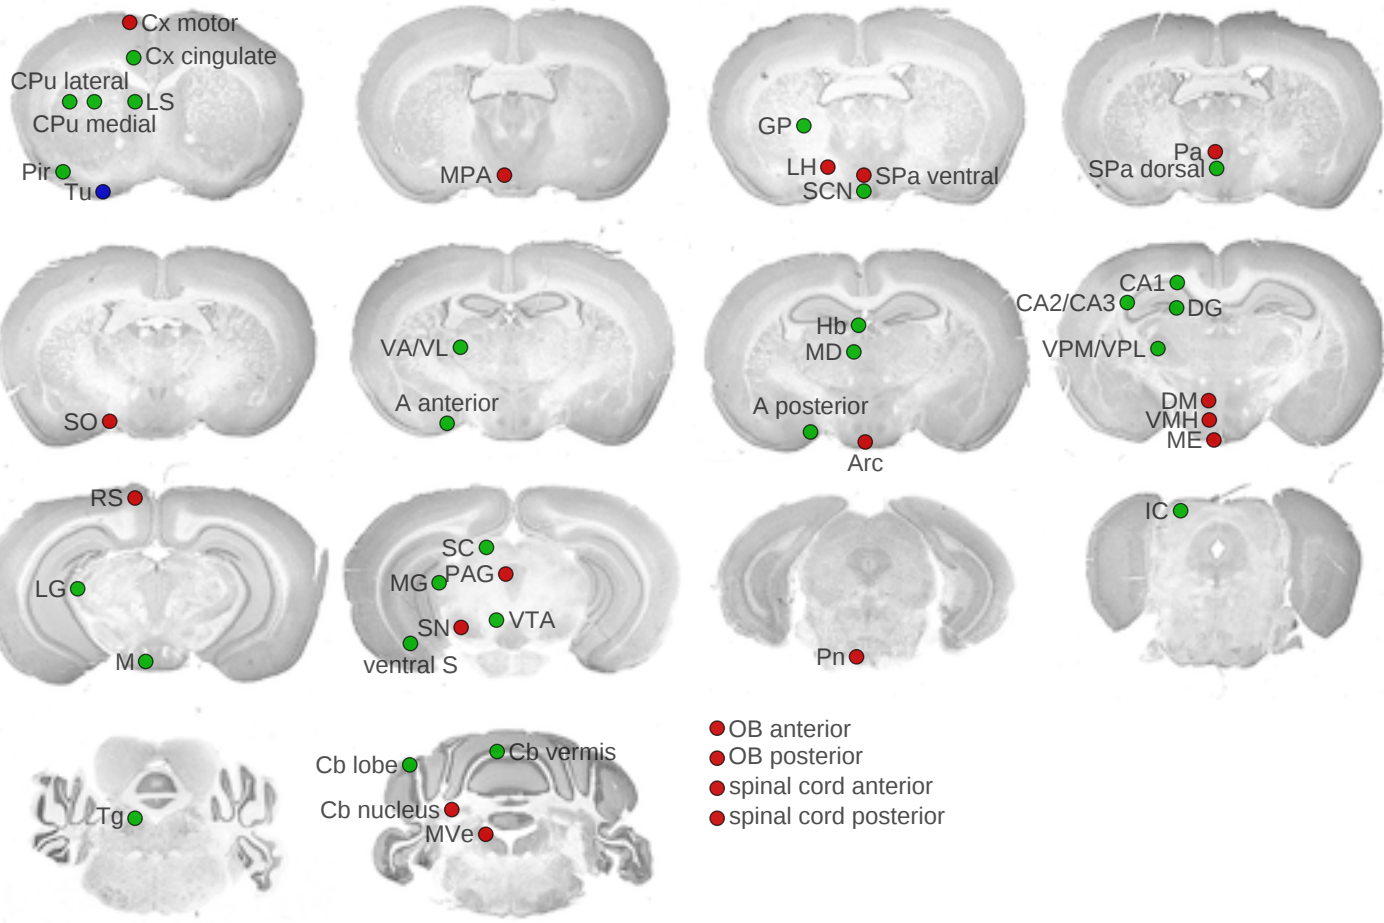 Cx motor
Cx cingulate
CPu lateral
LS
CPu medial
Pir
Tu
MPA
GP
LH
SPa ventral
SCN
Pa
SPa dorsal
SO
VA/VL
A anterior
Hb
MD
A posterior
Arc
CA1
CA2/CA3
DG
VPM/VPL
DM
VMH
ME
RS
LG
M
SC
MG
PAG
SN
VTA
ventral S
Pn
IC
Tg
Cb lobe
Cb vermis
Cb nucleus
MVe
OB anterior
OB posterior
spinal cord anterior
spinal cord posterior